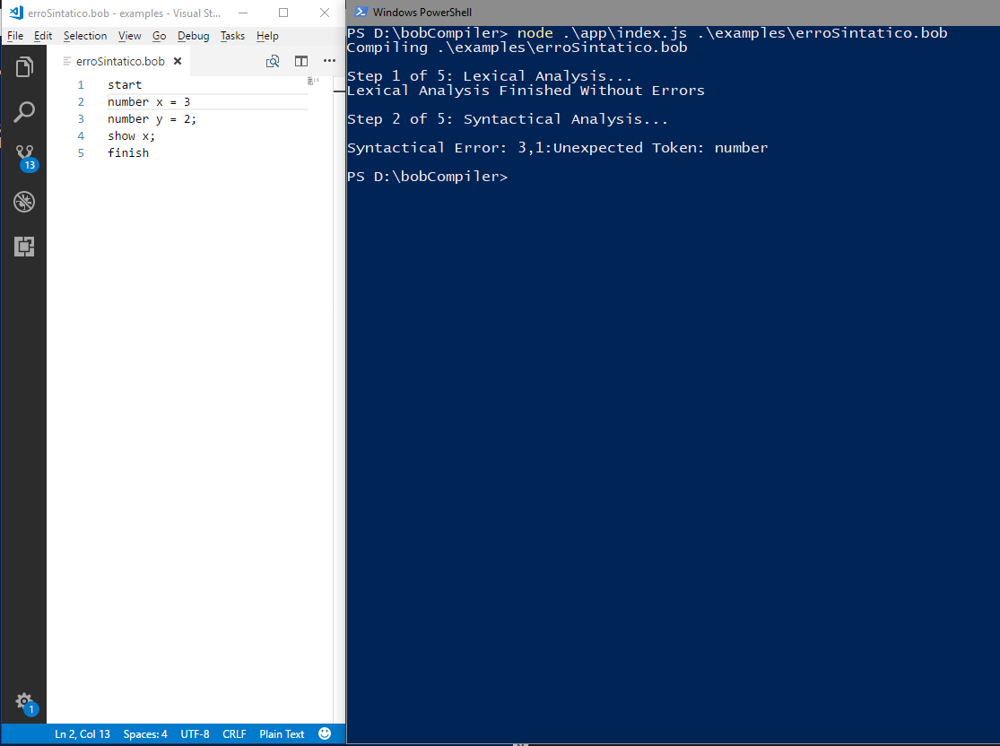 erroSintatico.bob - examples - Visual St...
File Edit Selection View Go Debug Tasks Help
erroSintatico.bob
1 start
2 number x = 3
3 number y = 2;
4 show x;
5 finish
13
1
Ln 2, Col 13 Spaces: 4 UTF-8 CRLF Plain Text
Windows PowerShell
PS D:\bobCompiler> node .\app\index.js .\examples\erroSintatico.bob
Compiling .\examples\erroSintatico.bob
Step 1 of 5: Lexical Analysis...
Lexical Analysis Finished Without Errors
Step 2 of 5: Syntactical Analysis...
Syntactical Error: 3,1:Unexpected Token: number
PS D:\bobCompiler>